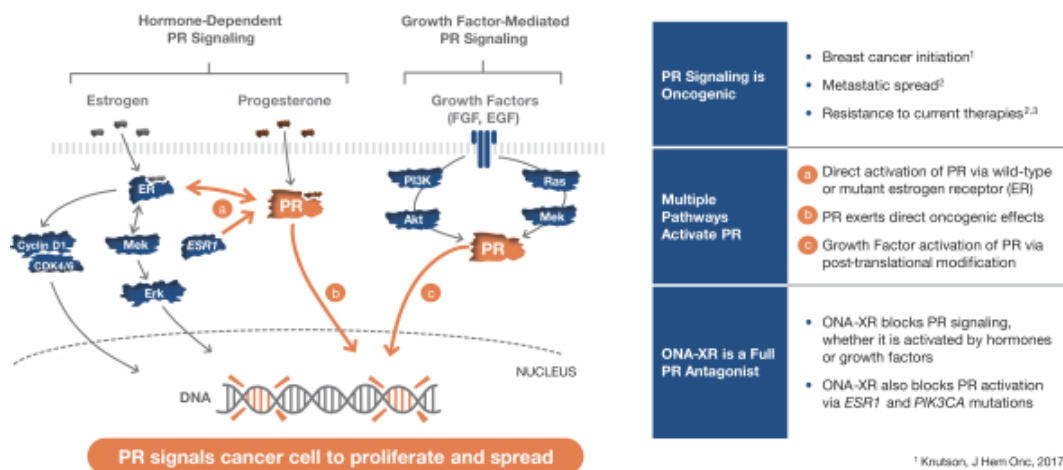 Hormone-Dependent
PR Signaling
Growth Factor-Mediated
PR Signaling
Estrogen
Progesterone
Growth Factors
(FGF, EGF)
ER
PR
a
PI3K
Ras
Akt
Mek
PR
Cyclin D1
CDK4/6
Mek
ESR1
Erk
b
c
NUCLEUS
DNA
PR signals cancer cell to proliferate and spread
PR Signaling is
Oncogenic
• Breast cancer initiation¹
• Metastatic spread²
• Resistance to current therapies²,³
Multiple
Pathways
Activate PR
a Direct activation of PR via wild-type
or mutant estrogen receptor (ER)
b PR exerts direct oncogenic effects
c Growth Factor activation of PR via
post-translational modification
ONA-XR is a Full
PR Antagonist
• ONA-XR blocks PR signaling,
whether it is activated by hormones
or growth factors
• ONA-XR also blocks PR activation
via ESR1 and PIK3CA mutations
¹ Knutson, J Hem Onc, 2017